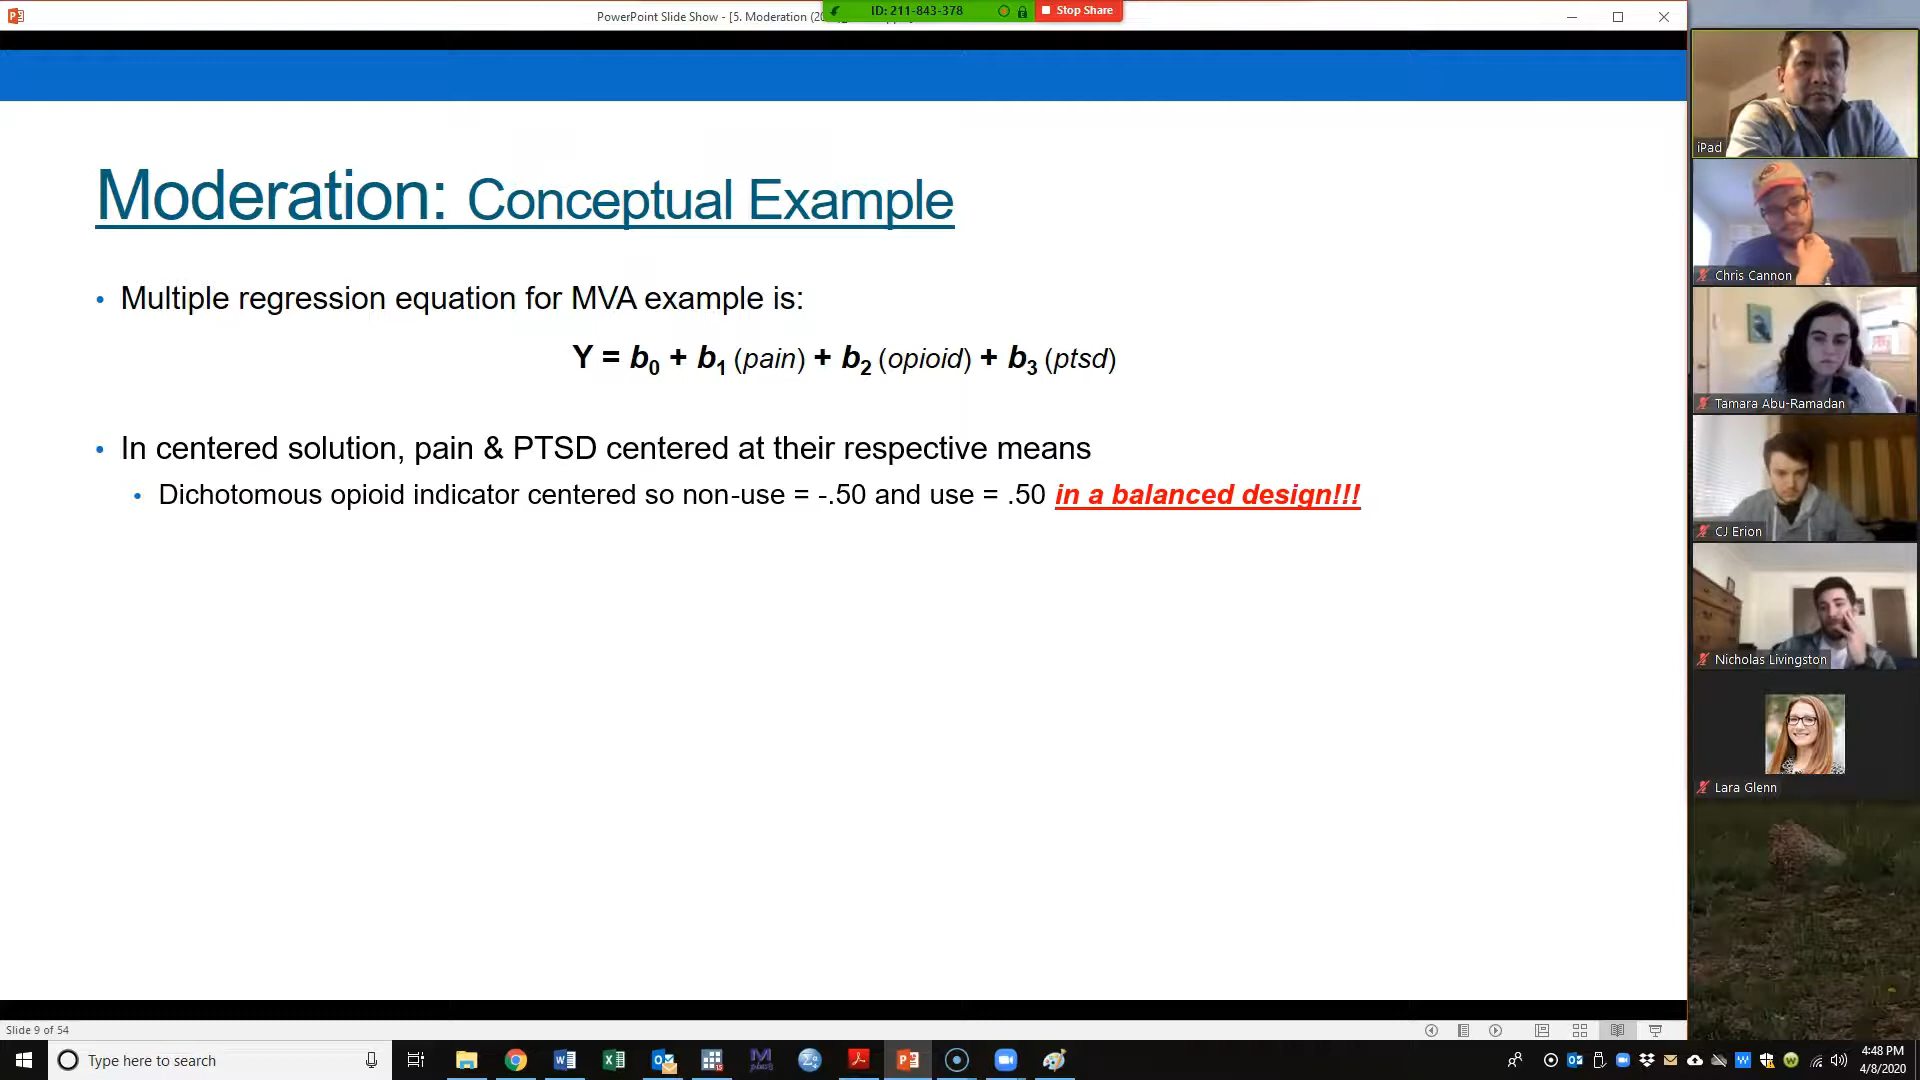 PowerPoint Slide Show - [5. Moderation (20
ID: 211-843-378
Stop Share
Moderation: Conceptual Example
• Multiple regression equation for MVA example is:
Y = b0 + b1 (pain) + b2 (opioid) + b3 (ptsd)
• In centered solution, pain & PTSD centered at their respective means
• Dichotomous opioid indicator centered so non-use = -.50 and use = .50 in a balanced design!!!
iPad
Chris Cannon
Tamara Abu-Ramadan
CJ Erion
Nicholas Livingston
Lara Glenn
Slide 9 of 54
Type here to search
4:48 PM
4/8/2020